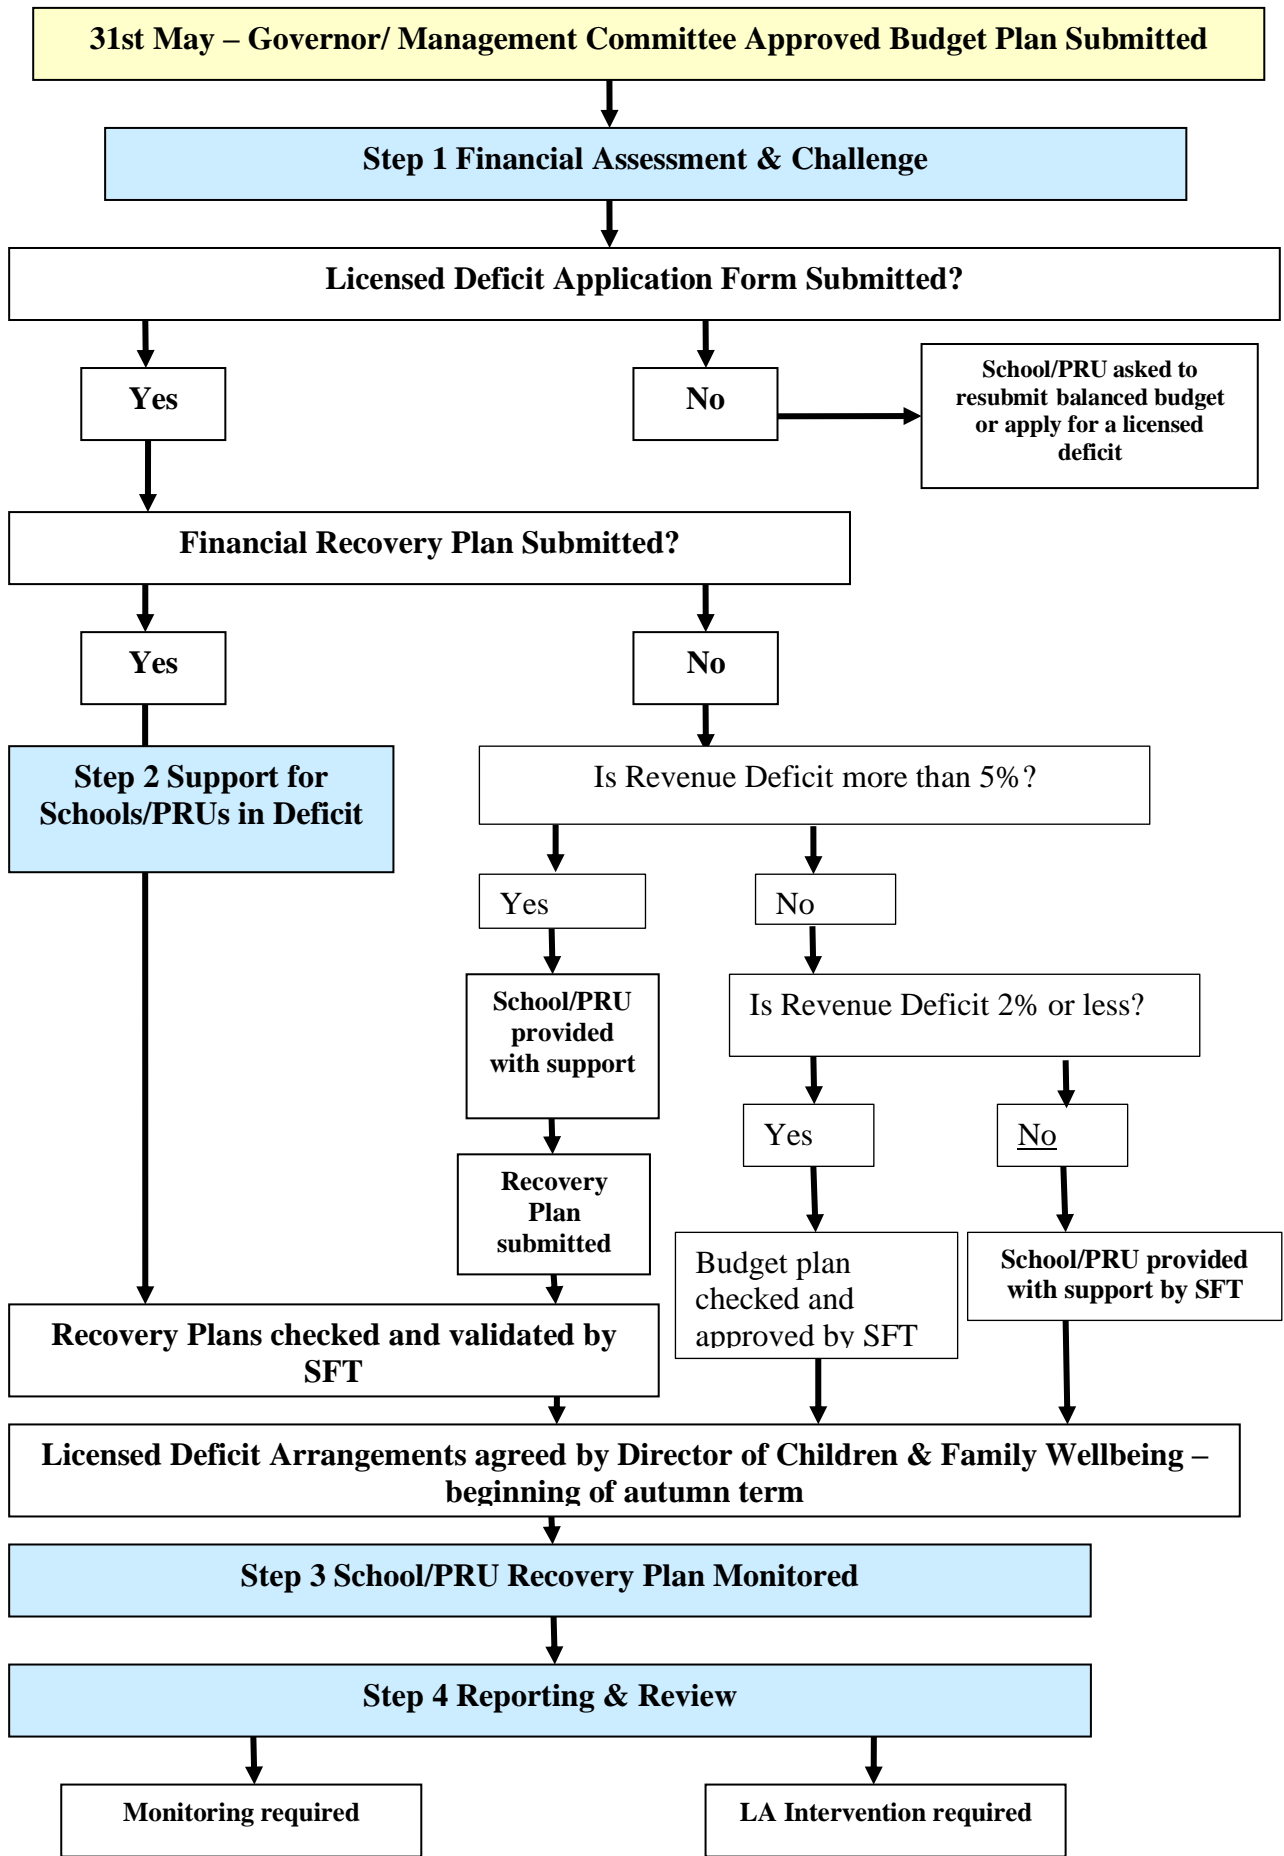 31st May – Governor/ Management Committee Approved Budget Plan Submitted
Step 1 Financial Assessment & Challenge
Licensed Deficit Application Form Submitted?
Yes
No
School/PRU asked to
resubmit balanced budget
or apply for a licensed
deficit
Financial Recovery Plan Submitted?
Yes
No
Step 2 Support for
Schools/PRUs in Deficit
Is Revenue Deficit more than 5%?
Yes
No
School/PRU
provided
with support
Is Revenue Deficit 2% or less?
Yes
No
Recovery
Plan
submitted
Budget plan
checked and
approved by SFT
School/PRU provided
with support by SFT
Recovery Plans checked and validated by
SFT
Licensed Deficit Arrangements agreed by Director of Children & Family Wellbeing –
beginning of autumn term
Step 3 School/PRU Recovery Plan Monitored
Step 4 Reporting & Review
Monitoring required
LA Intervention required